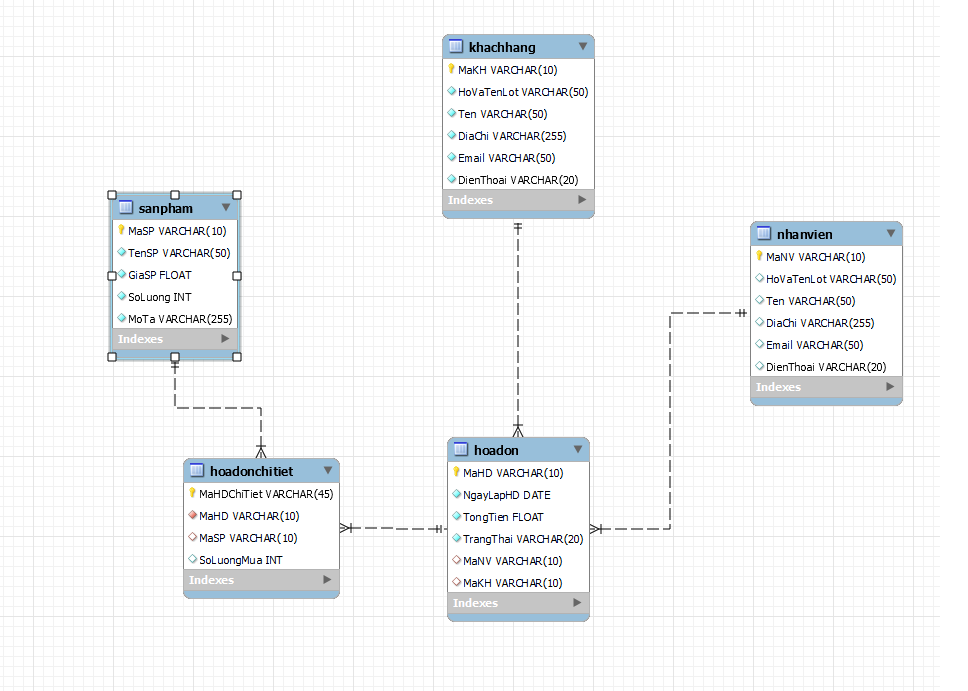 khachhang
MaKH VARCHAR(10)
HoVaTenLot VARCHAR(50)
Ten VARCHAR(50)
DiaChi VARCHAR(255)
Email VARCHAR(50)
DienThoai VARCHAR(20)
Indexes
sanpham
MaSP VARCHAR(10)
TenSP VARCHAR(50)
GiaSP FLOAT
SoLuong INT
MoTa VARCHAR(255)
Indexes
nhanvien
MaNV VARCHAR(10)
HoVaTenLot VARCHAR(50)
Ten VARCHAR(50)
DiaChi VARCHAR(255)
Email VARCHAR(50)
DienThoai VARCHAR(20)
Indexes
hoadonchitiet
MaHDChiTiet VARCHAR(45)
MaHD VARCHAR(10)
MaSP VARCHAR(10)
SoLuongMua INT
Indexes
hoadon
MaHD VARCHAR(10)
NgayLapHD DATE
TongTien FLOAT
TrangThai VARCHAR(20)
MaNV VARCHAR(10)
MaKH VARCHAR(10)
Indexes